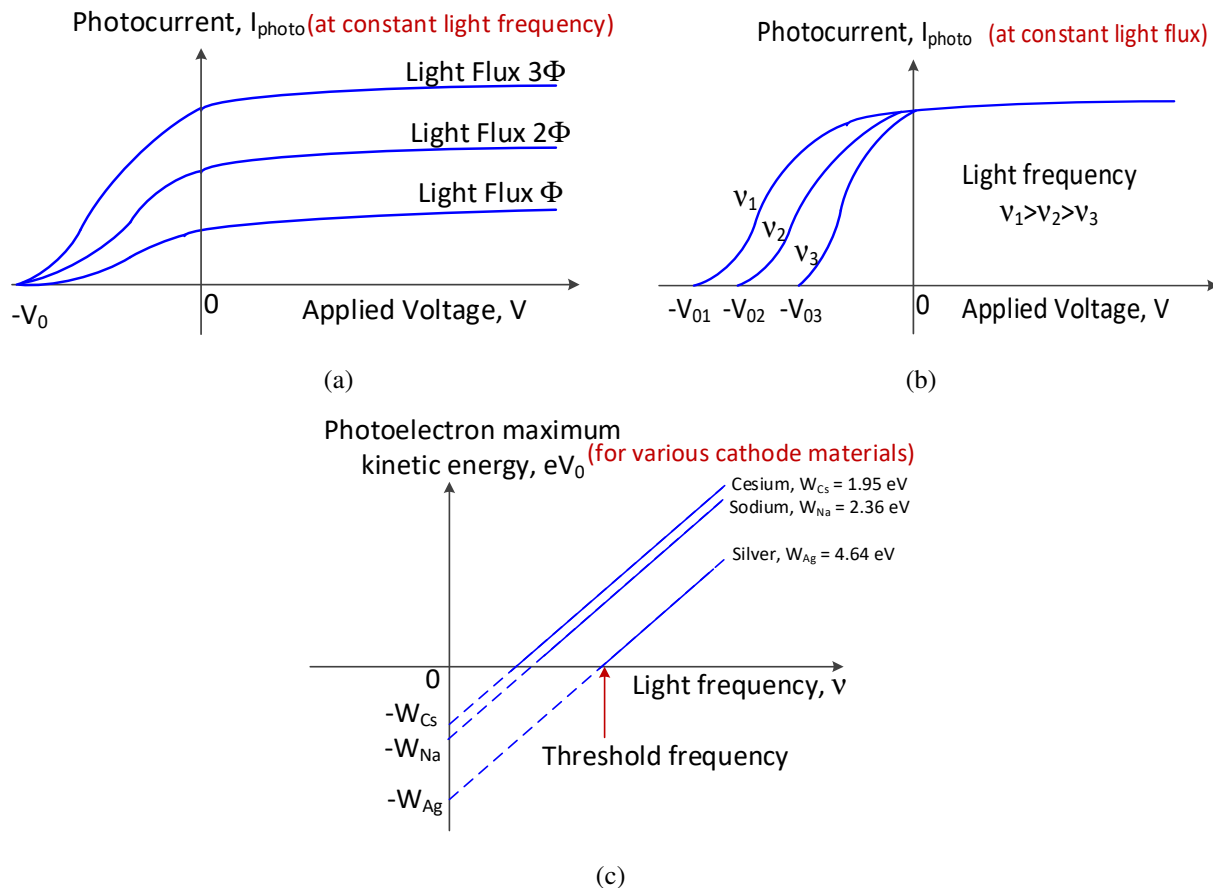 Photocurrent, Iphoto (at constant light frequency)
Light Flux 3Φ
Light Flux 2Φ
Light Flux Φ
-V0
0
Applied Voltage, V
(a)
Photocurrent, Iphoto (at constant light flux)
ν1
ν2
ν3
Light frequency
ν1>ν2>ν3
-V01
-V02
-V03
0
Applied Voltage, V
(b)
Photoelectron maximum
kinetic energy, eV0 (for various cathode materials)
Cesium, WCs = 1.95 eV
Sodium, WNa = 2.36 eV
Silver, WAg = 4.64 eV
0
Light frequency, ν
-WCs
-WNa
-WAg
Threshold frequency
(c)